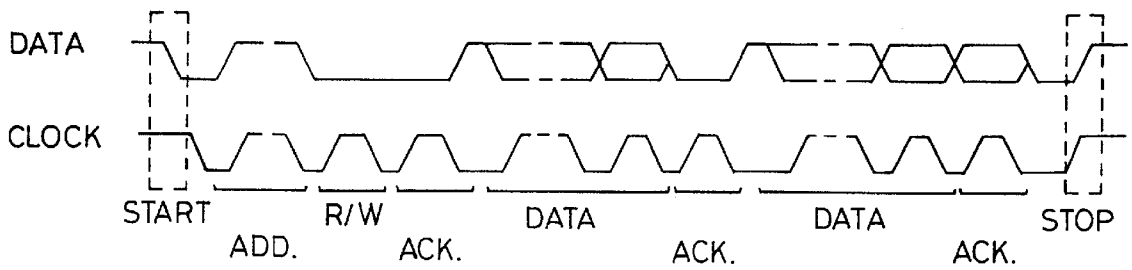 DATA
CLOCK
START R/W DATA DATA STOP
ADD. ACK. ACK. ACK.